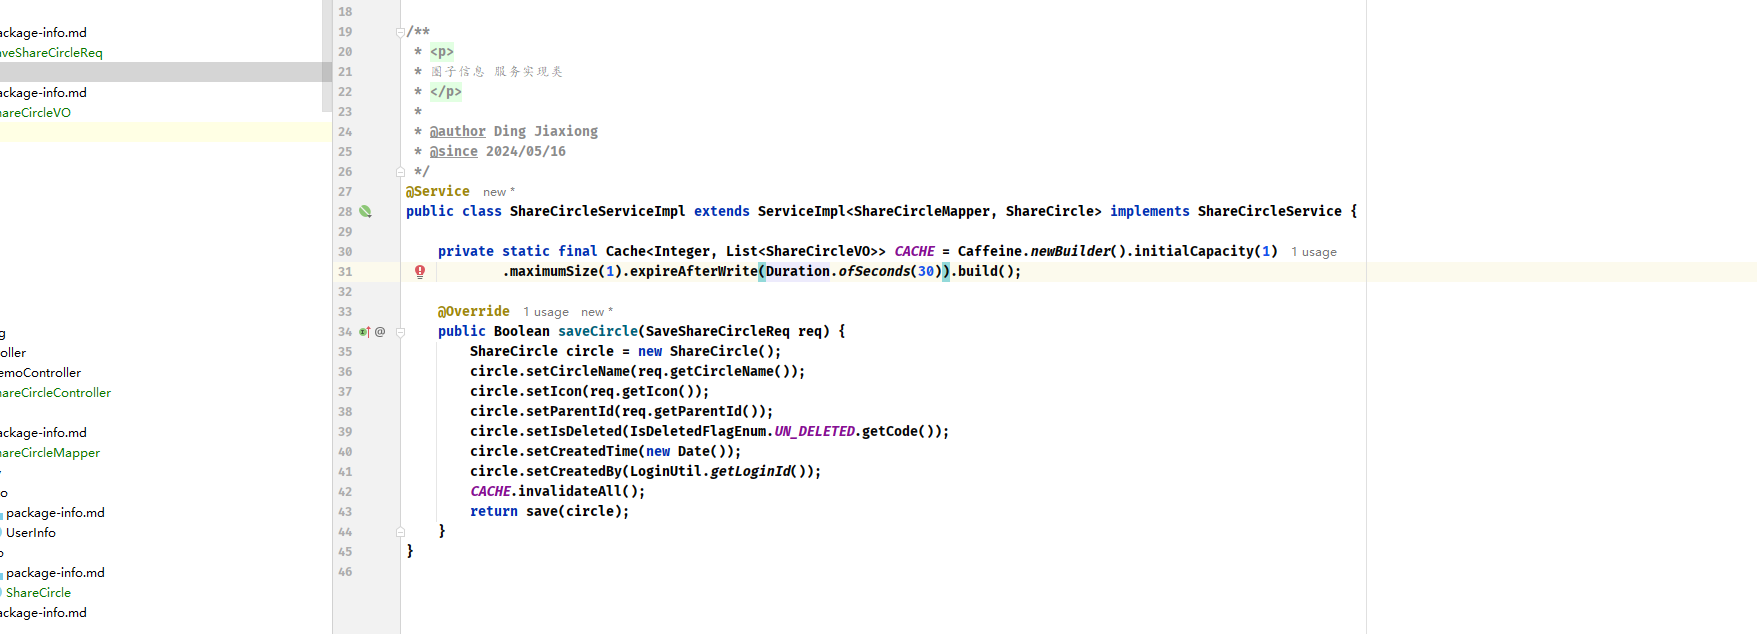 ackage-info.md
aveShareCircleReq
ackage-info.md
hareCircleVO
g
oller
emoController
hareCircleController
ackage-info.md
hareCircleMapper
o
package-info.md
UserInfo
o
package-info.md
ShareCircle
ackage-info.md
18
19 /**
20 * <p>
21 * 圈子信息 服务实现类
22 * </p>
23 *
24 * @author Ding Jiaxiong
25 * @since 2024/05/16
26 */
27 @Service new *
28 public class ShareCircleServiceImpl extends ServiceImpl<ShareCircleMapper, ShareCircle> implements ShareCircleService {
29
30 private static final Cache<Integer, List<ShareCircleVO>> CACHE = Caffeine.newBuilder().initialCapacity(1) 1 usage
31 .maximumSize(1).expireAfterWrite(Duration.ofSeconds(30)).build();
32
33 @Override 1 usage new *
34 @ public Boolean saveCircle(SaveShareCircleReq req) {
35 ShareCircle circle = new ShareCircle();
36 circle.setCircleName(req.getCircleName());
37 circle.setIcon(req.getIcon());
38 circle.setParentId(req.getParentId());
39 circle.setIsDeleted(IsDeletedFlagEnum.UN_DELETED.getCode());
40 circle.setCreatedTime(new Date());
41 circle.setCreatedBy(LoginUtil.getLoginId());
42 CACHE.invalidateAll();
43 return save(circle);
44 }
45 }
46